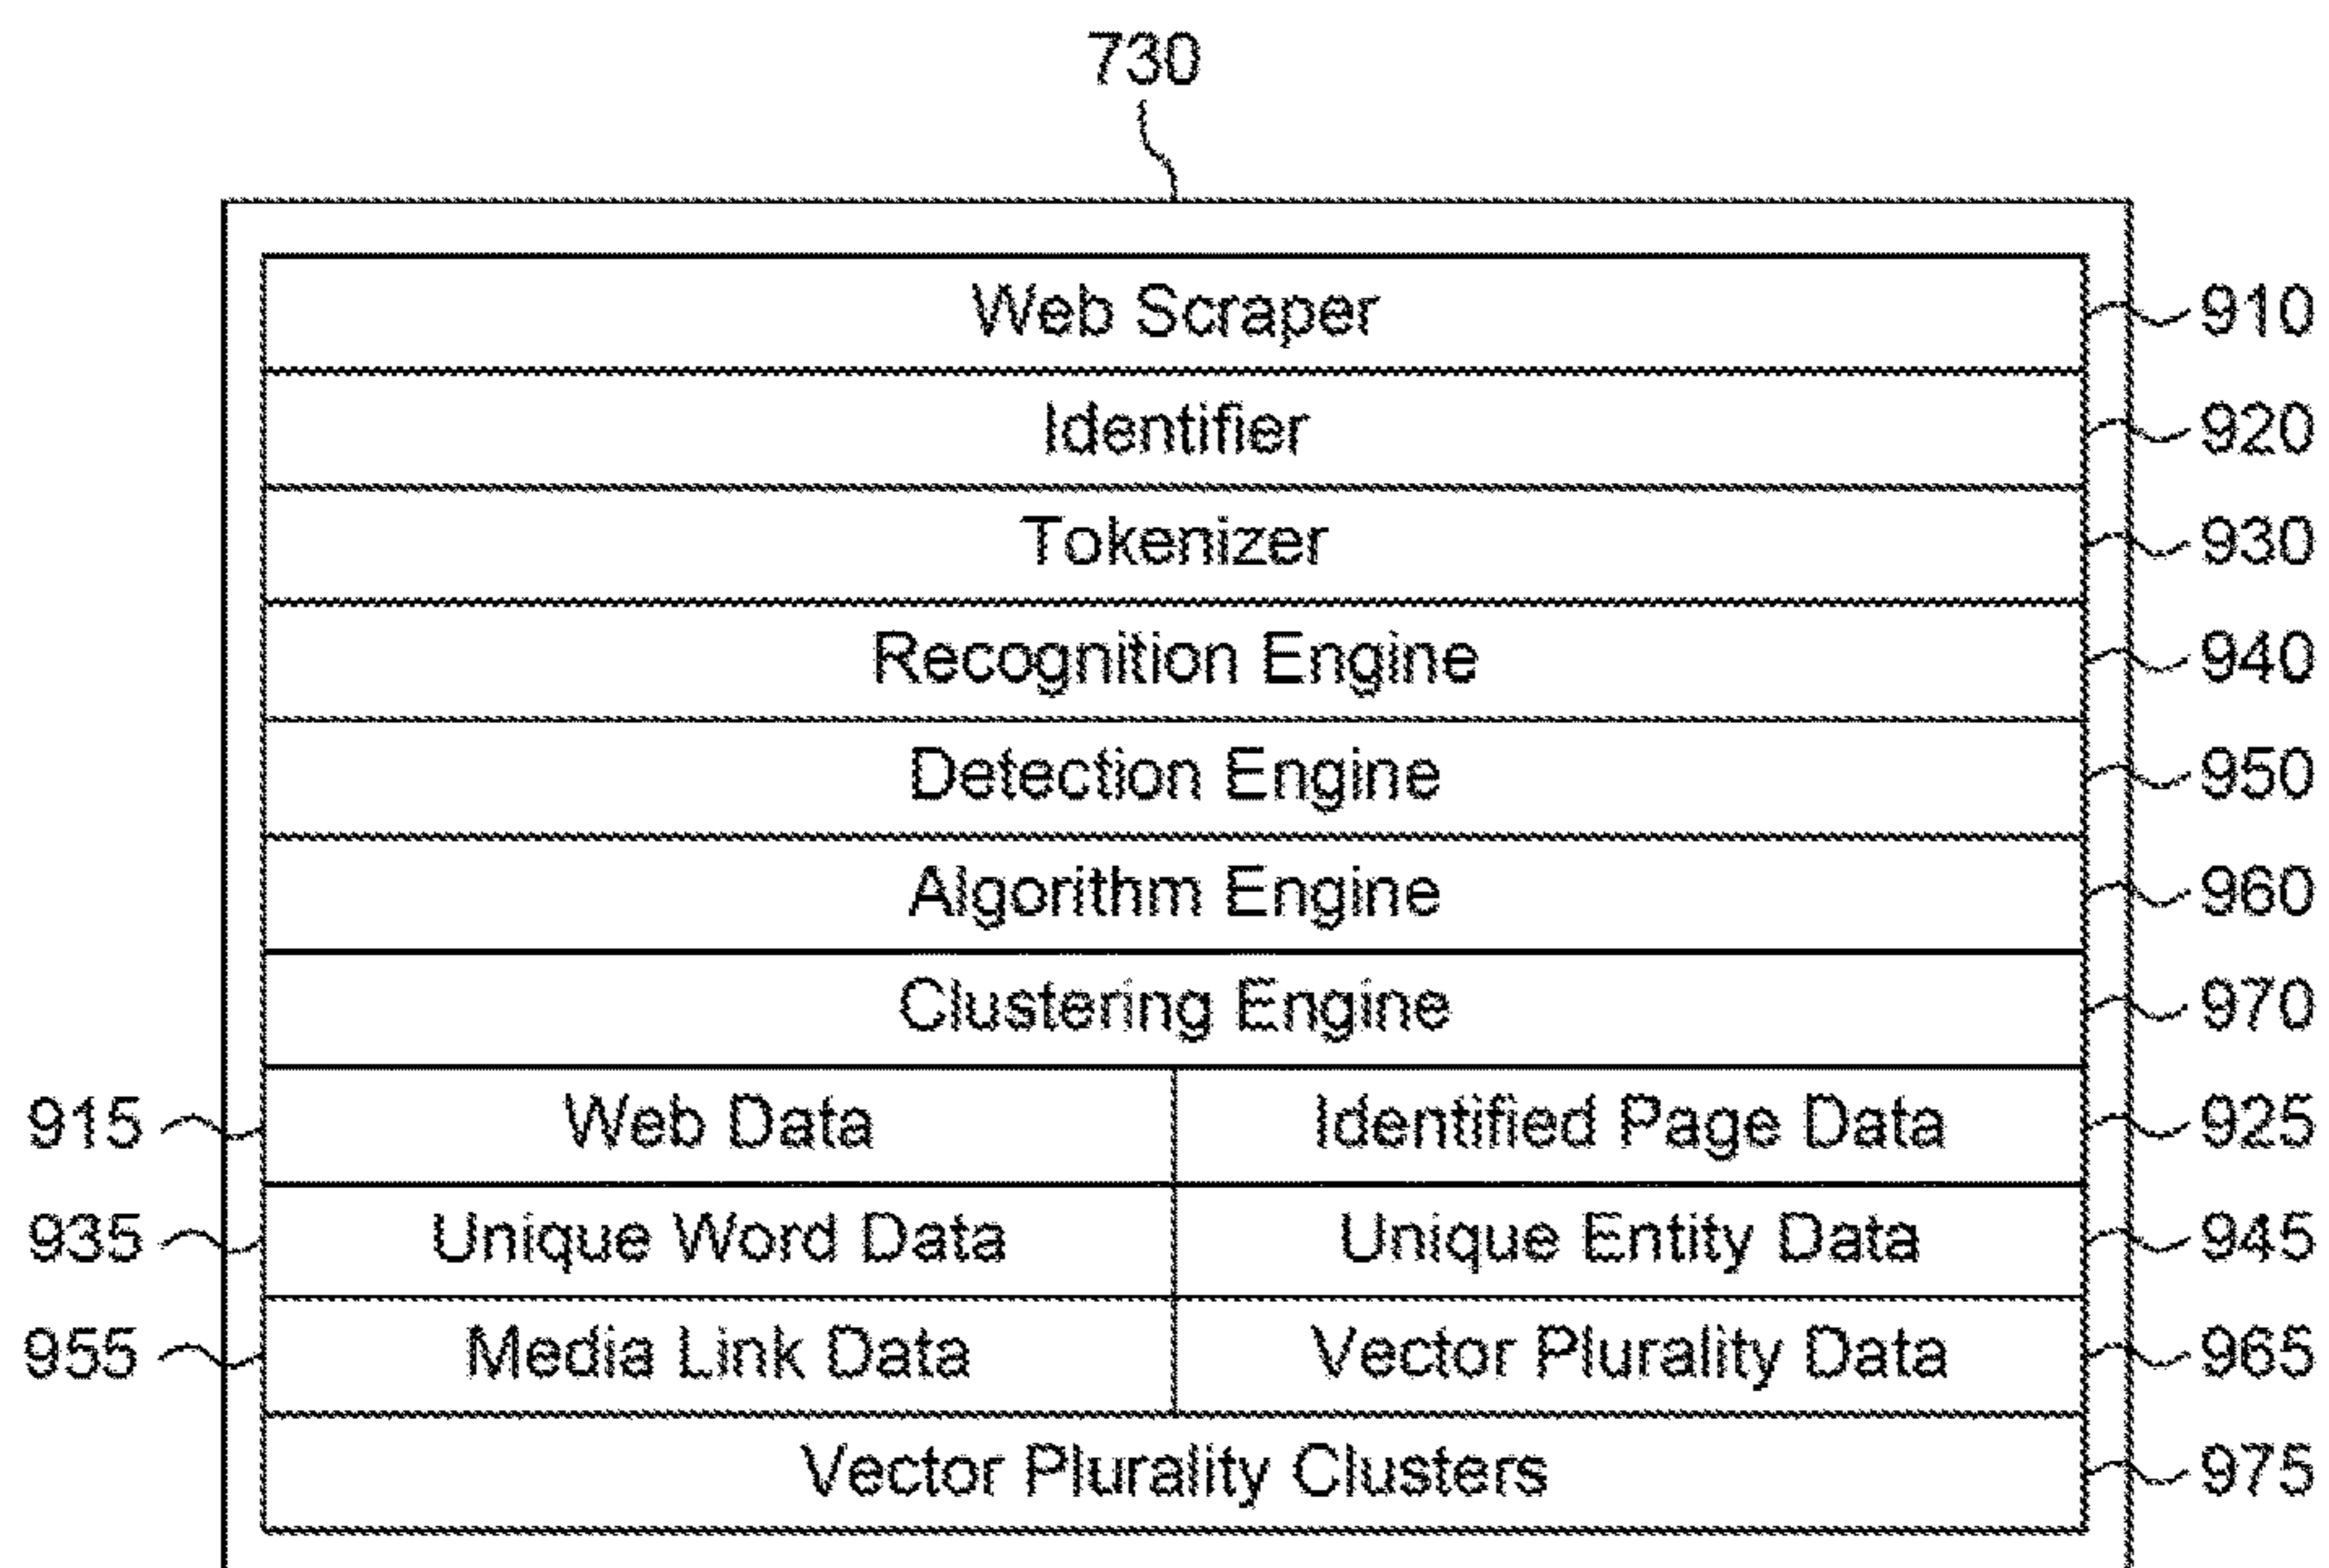 730
Web Scraper 910
Identifier 920
Tokenizer 930
Recognition Engine 940
Detection Engine 950
Algorithm Engine 960
Clustering Engine 970
915 Web Data Identified Page Data 925
935 Unique Word Data Unique Entity Data 945
955 Media Link Data Vector Plurality Data 965
Vector Plurality Clusters 975